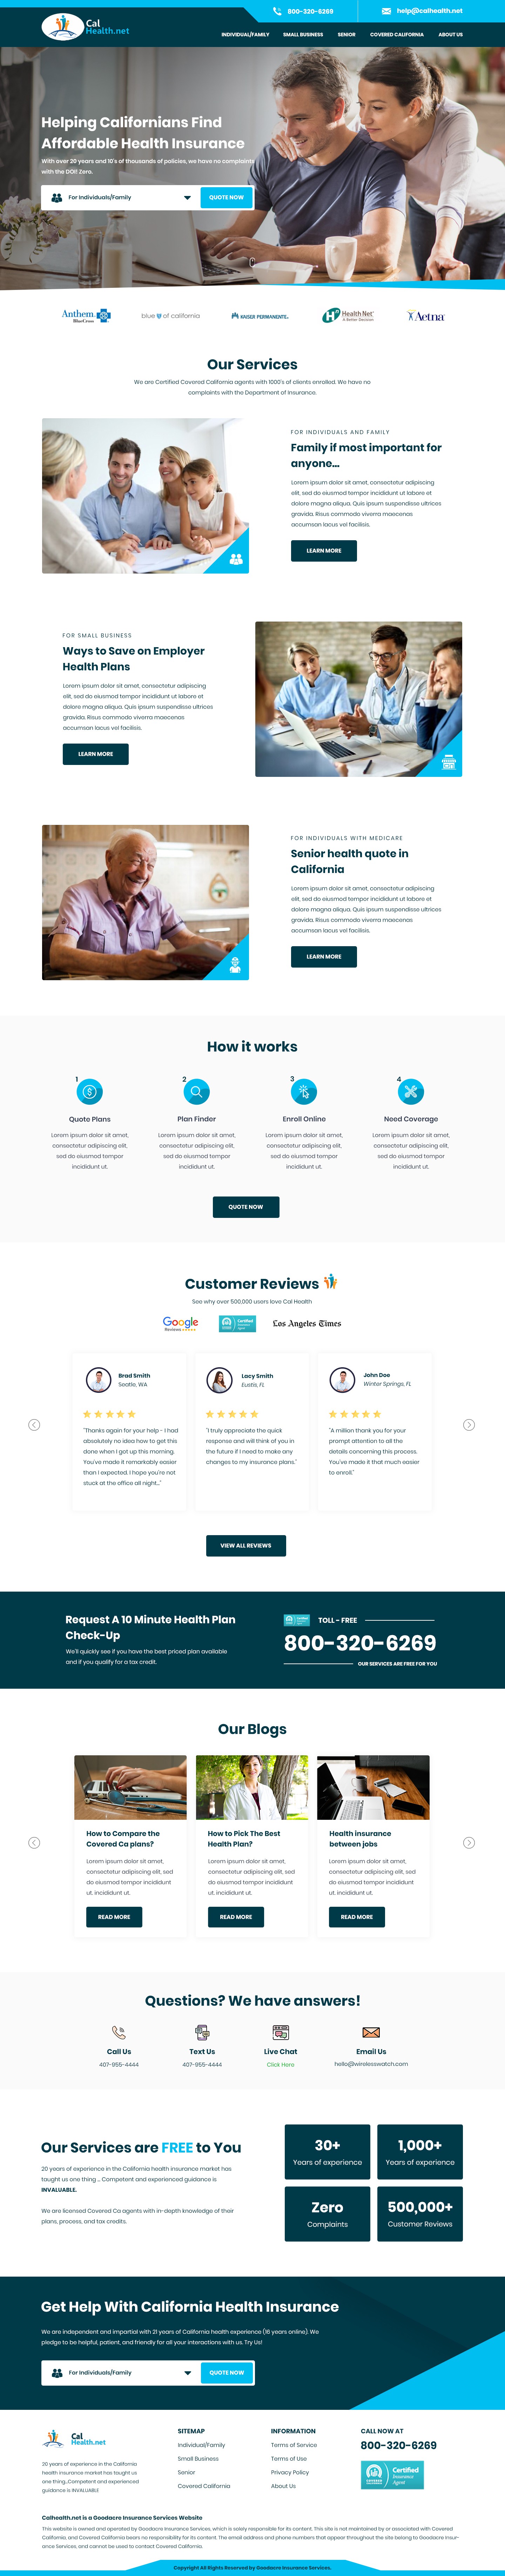 800-320-6269
help@calhealth.net
Cal
Health.net
INDIVIDUAL/FAMILY
SMALL BUSINESS
SENIOR
COVERED CALIFORNIA
ABOUT US
Helping Californians Find
Affordable Health Insurance
With over 20 years and 10's of thousands of policies, we have no complaints
with the DOI! Zero.
For Individuals/Family
QUOTE NOW
Anthem
BlueCross
blue of california
KAISER PERMANENTE.
Health Net
A Better Decision
Aetna
Our Services
We are Certified Covered California agents with 1000's of clients enrolled. We have no
complaints with the Department of Insurance.
FOR INDIVIDUALS AND FAMILY
Family if most important for
anyone...
Lorem ipsum dolor sit amet, consectetur adipiscing
elit, sed do eiusmod tempor incididunt ut labore et
dolore magna aliqua. Quis ipsum suspendisse ultrices
gravida. Risus commodo viverra maecenas
accumsan lacus vel facilisis.
LEARN MORE
FOR SMALL BUSINESS
Ways to Save on Employer
Health Plans
Lorem ipsum dolor sit amet, consectetur adipiscing
elit, sed do eiusmod tempor incididunt ut labore et
dolore magna aliqua. Quis ipsum suspendisse ultrices
gravida. Risus commodo viverra maecenas
accumsan lacus vel facilisis.
LEARN MORE
FOR INDIVIDUALS WITH MEDICARE
Senior health quote in
California
Lorem ipsum dolor sit amet, consectetur adipiscing
elit, sed do eiusmod tempor incididunt ut labore et
dolore magna aliqua. Quis ipsum suspendisse ultrices
gravida. Risus commodo viverra maecenas
accumsan lacus vel facilisis.
LEARN MORE
How it works
1
Quote Plans
Lorem ipsum dolor sit amet,
consectetur adipiscing elit,
sed do eiusmod tempor
incididunt ut.
2
Plan Finder
Lorem ipsum dolor sit amet,
consectetur adipiscing elit,
sed do eiusmod tempor
incididunt ut.
3
Enroll Online
Lorem ipsum dolor sit amet,
consectetur adipiscing elit,
sed do eiusmod tempor
incididunt ut.
4
Need Coverage
Lorem ipsum dolor sit amet,
consectetur adipiscing elit,
sed do eiusmod tempor
incididunt ut.
QUOTE NOW
Customer Reviews
See why over 500,000 users love Cal Health
Google
Reviews
Certified
Insurance
Agent
Los Angeles Times
Brad Smith
Seatle, WA
"Thanks again for your help - I had
absolutely no idea how to get this
done when I got up this morning.
You've made it remarkably easier
than I expected. I hope you're not
stuck at the office all night..."
Lacy Smith
Eustis, FL
"I truly appreciate the quick
response and will think of you in
the future if I need to make any
changes to my insurance plans."
John Doe
Winter Springs, FL
"A million thank you for your
prompt attention to all the
details concerning this process.
You've made it that much easier
to enroll."
VIEW ALL REVIEWS
Request A 10 Minute Health Plan
Check-Up
We'll quickly see if you have the best priced plan available
and if you qualify for a tax credit.
TOLL - FREE
800-320-6269
OUR SERVICES ARE FREE FOR YOU
Our Blogs
How to Compare the
Covered Ca plans?
Lorem ipsum dolor sit amet,
consectetur adipiscing elit, sed
do eiusmod tempor incididunt
ut. incididunt ut.
READ MORE
How to Pick The Best
Health Plan?
Lorem ipsum dolor sit amet,
consectetur adipiscing elit, sed
do eiusmod tempor incididunt
ut. incididunt ut.
READ MORE
Health insurance
between jobs
Lorem ipsum dolor sit amet,
consectetur adipiscing elit, sed
do eiusmod tempor incididunt
ut. incididunt ut.
READ MORE
Questions? We have answers!
Call Us
407-955-4444
Text Us
407-955-4444
Live Chat
Click Here
Email Us
hello@wirelesswatch.com
Our Services are FREE to You
20 years of experience in the California health insurance market has
taught us one thing ... Competent and experienced guidance is
INVALUABLE.
We are licensed Covered Ca agents with in-depth knowledge of their
plans, process, and tax credits.
30+
Years of experience
1,000+
Years of experience
Zero
Complaints
500,000+
Customer Reviews
Get Help With California Health Insurance
We are independent and impartial with 21 years of California health experience (16 years online). We
pledge to be helpful, patient, and friendly for all your interactions with us. Try Us!
For Individuals/Family
QUOTE NOW
Cal
Health.net
20 years of experience in the California
health insurance market has taught us
one thing...Competent and experienced
guidance is INVALUABLE
SITEMAP
Individual/Family
Small Business
Senior
Covered California
INFORMATION
Terms of Service
Terms of Use
Privacy Policy
About Us
CALL NOW AT
800-320-6269
COVERED
CALIFORNIA
Certified
Insurance
Agent
Calhealth.net is a Goodacre Insurance Services Website
This website is owned and operated by Goodacre Insurance Services, which is solely responsible for its content. This site is not maintained by or associated with Covered
California, and Covered California bears no responsibility for its content. The email address and phone numbers that appear throughout the site belong to Goodacre Insur-
ance Services, and cannot be used to contact Covered California.
Copyright All Rights Reserved by Goodacre Insurance Services.